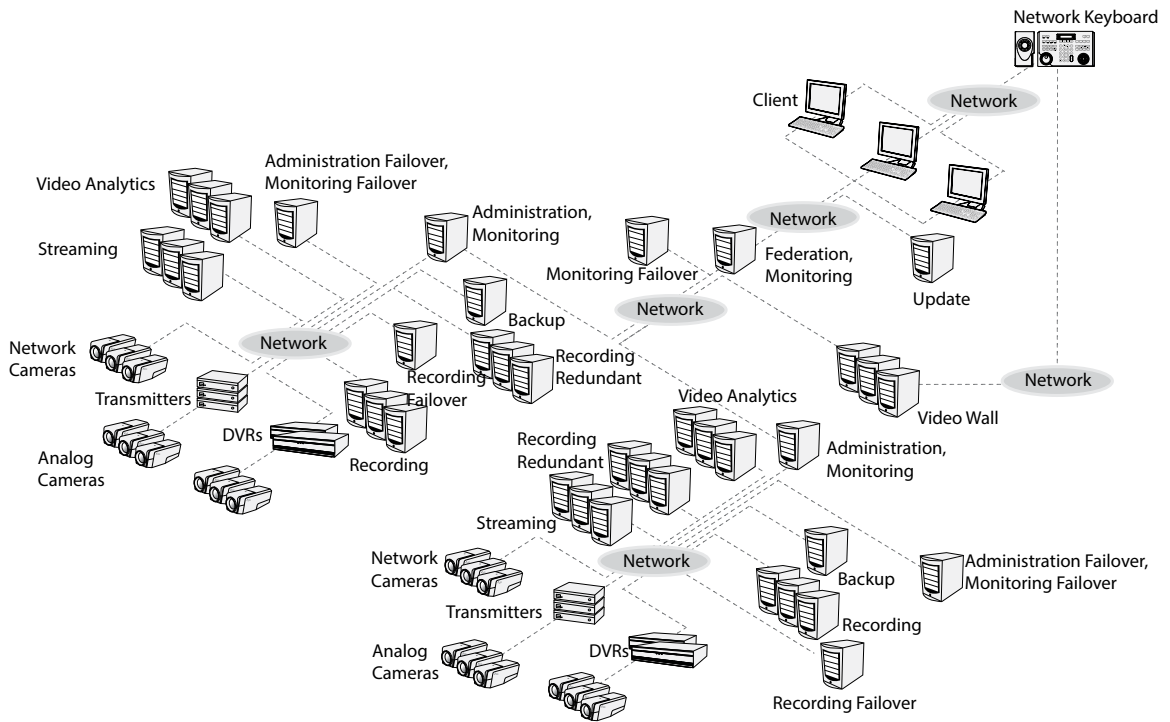 Network Keyboard
Client
Network
Video Analytics
Administration Failover,
Monitoring Failover
Administration,
Monitoring
Network
Streaming
Monitoring Failover
Federation,
Monitoring
Update
Network
Backup
Network
Network
Cameras
Transmitters
Recording
Failover
Recording
Redundant
Network
Video Wall
Video Analytics
DVRs
Recording
Analog
Cameras
Recording
Redundant
Administration,
Monitoring
Streaming
Network
Network
Cameras
Transmitters
Backup
Administration Failover,
Monitoring Failover
Recording
Analog
Cameras
DVRs
Recording Failover